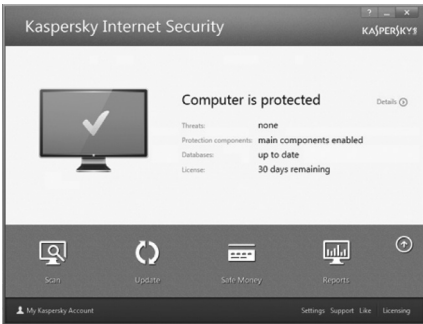 Kaspersky Internet Security
KASPERSKY
Computer is protected
Details
Threats: none
Protection components: main components enabled
Databases: up to date
License: 30 days remaining
Scan
Update
Safe Money
Reports
My Kaspersky Account
Settings Support Like Licensing